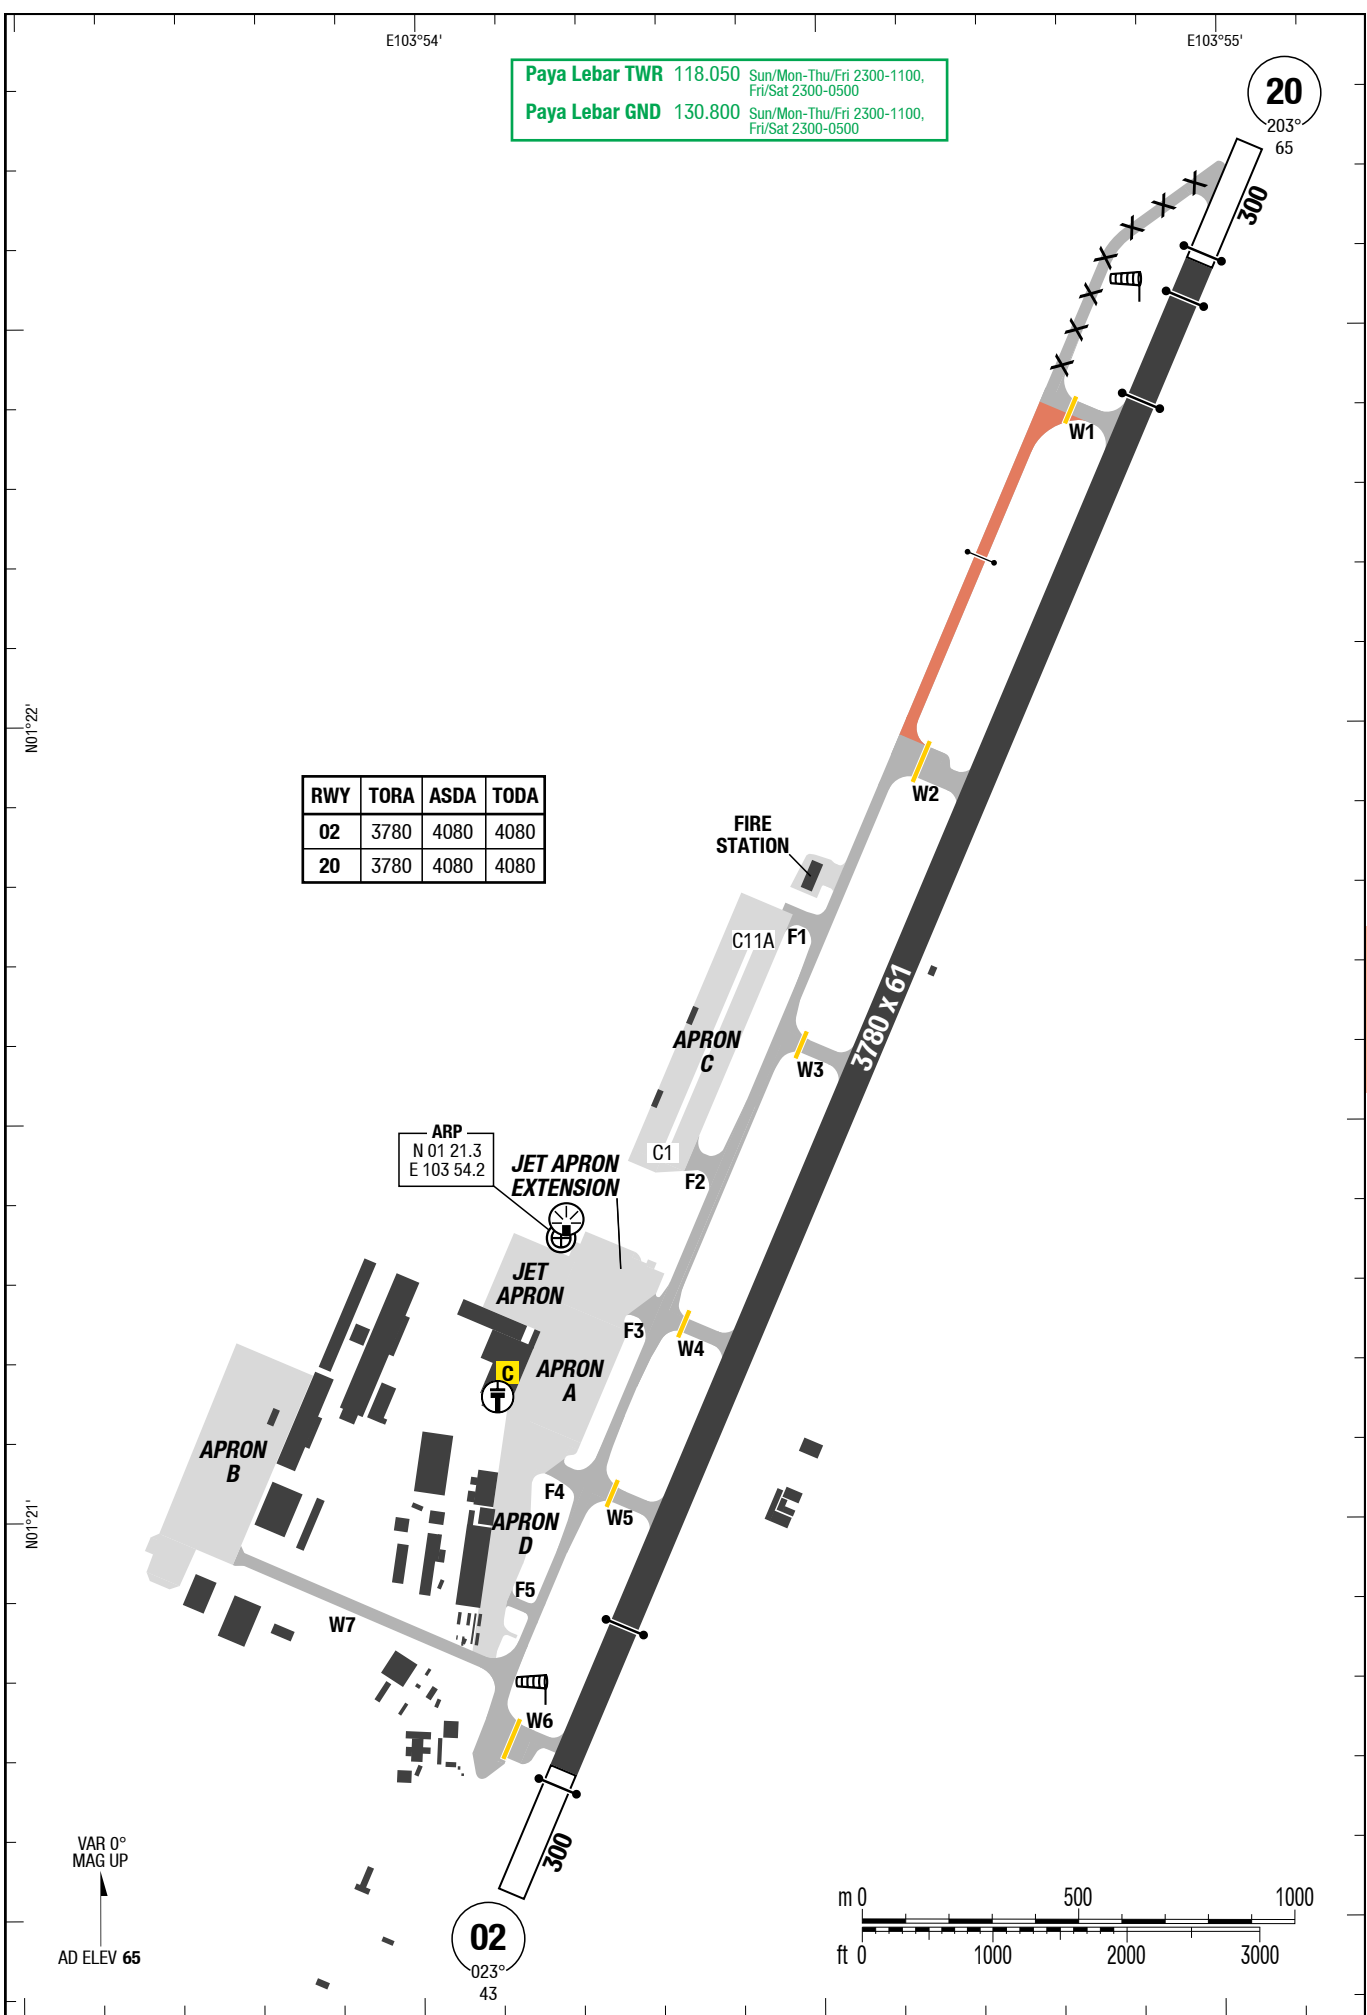 E103°54'
E103°55'
Paya Lebar TWR 118.050 Sun/Mon-Thu/Fri 2300-1100,
Fri/Sat 2300-0500
Paya Lebar GND 130.800 Sun/Mon-Thu/Fri 2300-1100,
Fri/Sat 2300-0500
20
203°
65
300
W1
N01°22'
W2
RWY TORA ASDA TODA
02 3780 4080 4080
20 3780 4080 4080
FIRE
STATION
C11A
F1
3780 x 61
APRON
C
W3
ARP
N 01 21.3
E 103 54.2
C1
JET APRON
EXTENSION
F2
JET
APRON
F3
W4
C
APRON
A
APRON
B
F4
W5
APRON
D
N01°21'
F5
W7
W6
300
VAR 0°
MAG UP
AD ELEV 65
02
023°
43
m 0 500 1000
ft 0 1000 2000 3000